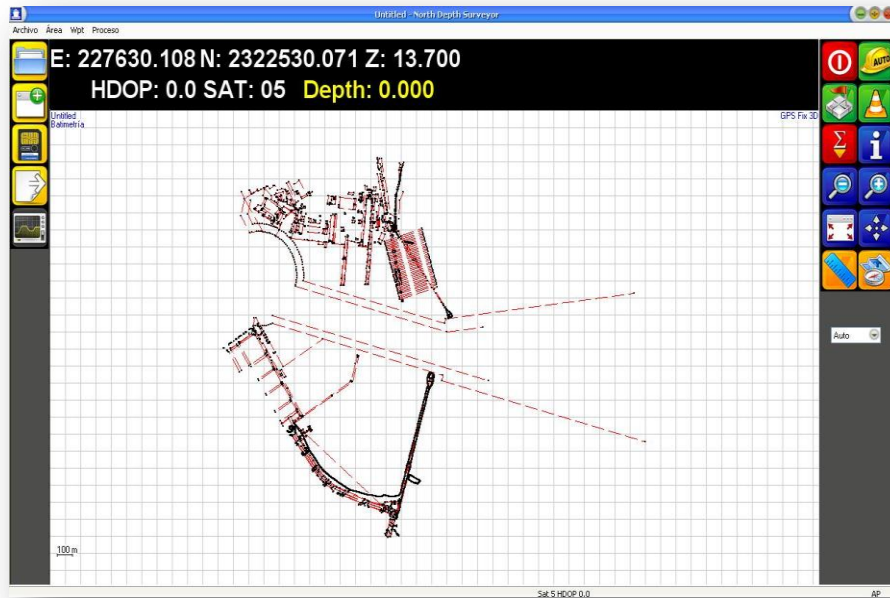 Untitled - North Depth Surveyor
Archivo Área Wpt Proceso
E: 227630.108 N: 2322530.071 Z: 13.700
HDOP: 0.0 SAT: 05 Depth: 0.000
AUTO
Untitled
Batimetría
GPS Fix 3D
Auto
100 m
Sat 5 HDOP 0.0
AP